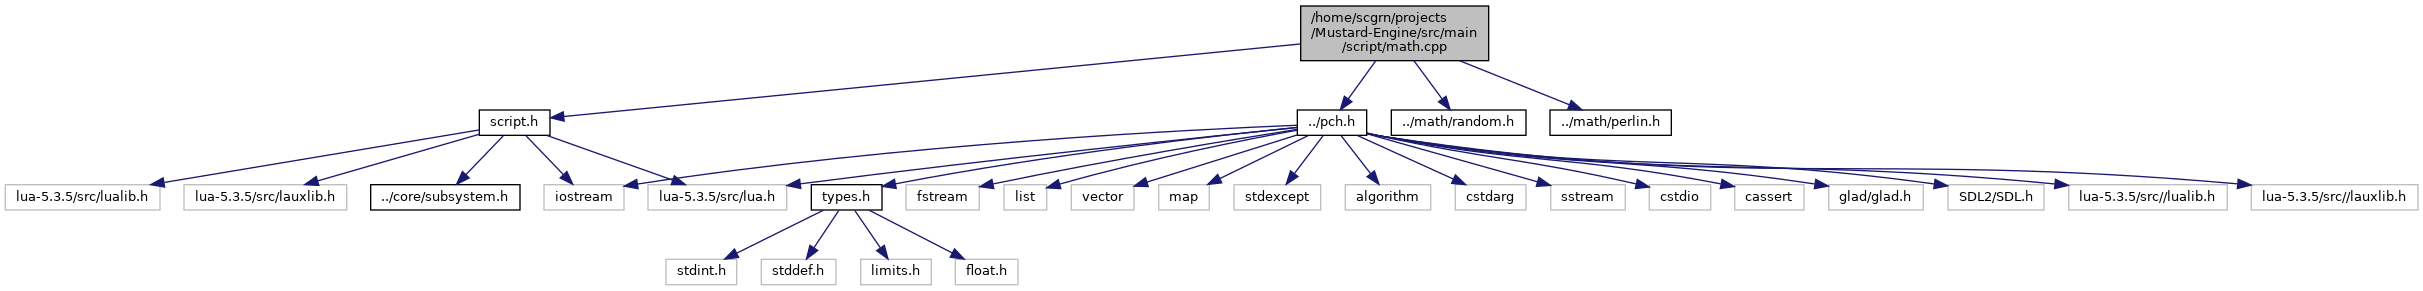 /home/scgrn/projects
/Mustard-Engine/src/main
/script/math.cpp
script.h
../pch.h
../math/random.h
../math/perlin.h
lua-5.3.5/src/lualib.h
lua-5.3.5/src/lauxlib.h
../core/subsystem.h
iostream
lua-5.3.5/src/lua.h
types.h
fstream
list
vector
map
stdexcept
algorithm
cstdarg
sstream
cstdio
cassert
glad/glad.h
SDL2/SDL.h
lua-5.3.5/src//lualib.h
lua-5.3.5/src//lauxlib.h
stdint.h
stddef.h
limits.h
float.h